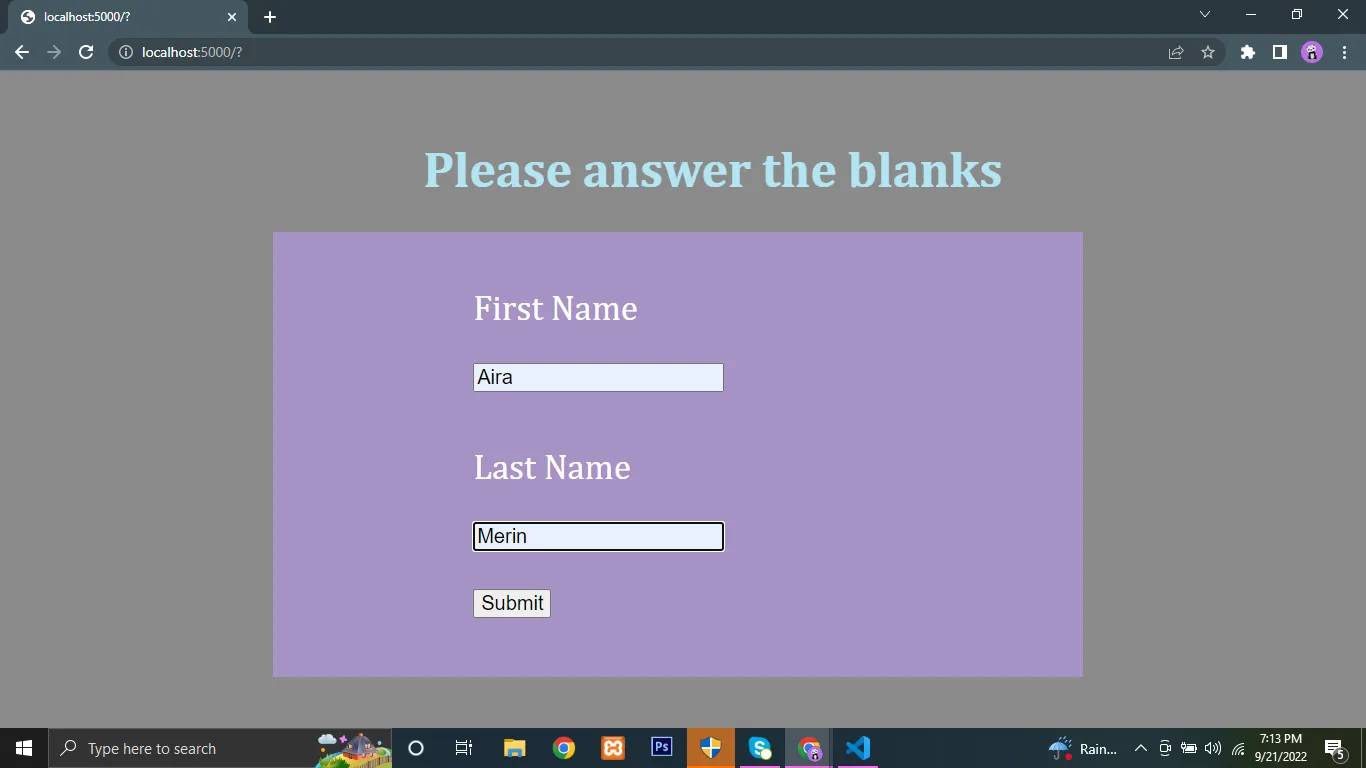 localhost:5000/?
localhost:5000/?
Please answer the blanks
First Name
Aira
Last Name
Merin
Submit
Type here to search
Ps
Rain...
7:13 PM
9/21/2022
5